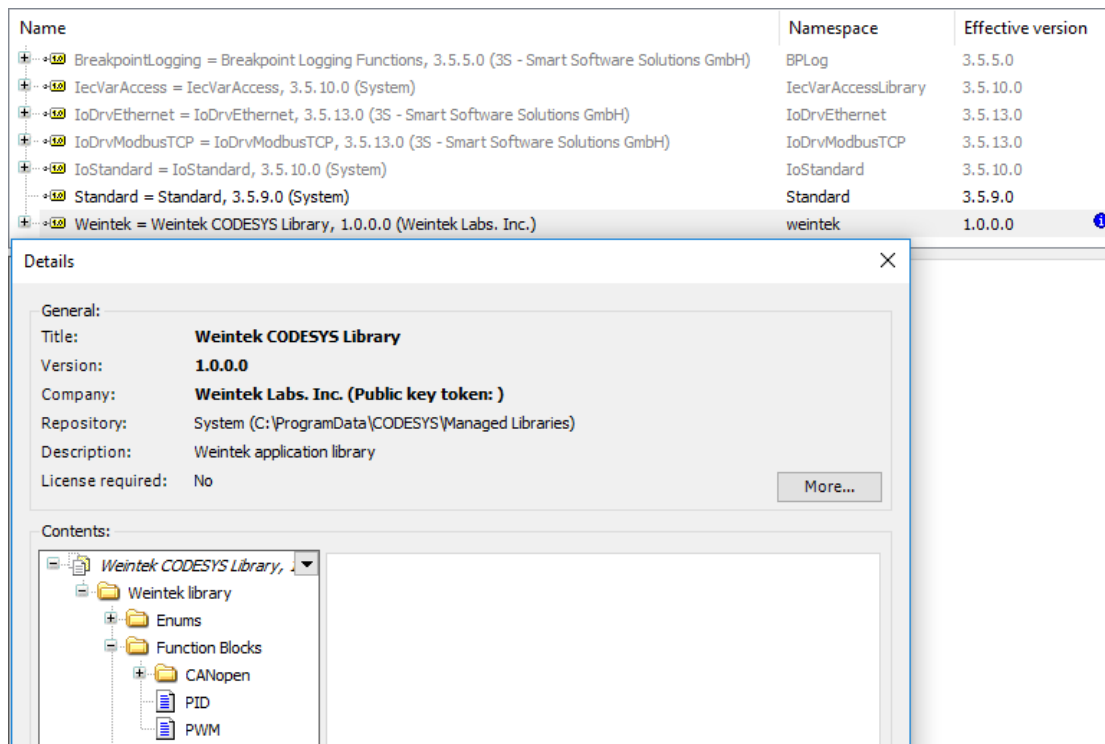 Name Namespace Effective version
BreakpointLogging = Breakpoint Logging Functions, 3.5.5.0 (3S - Smart Software Solutions GmbH) BPLog 3.5.5.0
IecVarAccess = IecVarAccess, 3.5.10.0 (System) IecVarAccessLibrary 3.5.10.0
IoDrvEthernet = IoDrvEthernet, 3.5.13.0 (3S - Smart Software Solutions GmbH) IoDrvEthernet 3.5.13.0
IoDrvModbusTCP = IoDrvModbusTCP, 3.5.13.0 (3S - Smart Software Solutions GmbH) IoDrvModbusTCP 3.5.13.0
IoStandard = IoStandard, 3.5.10.0 (System) IoStandard 3.5.10.0
Standard = Standard, 3.5.9.0 (System) Standard 3.5.9.0
Weintek = Weintek CODESYS Library, 1.0.0.0 (Weintek Labs. Inc.) weintek 1.0.0.0
Details
General:
Title: Weintek CODESYS Library
Version: 1.0.0.0
Company: Weintek Labs. Inc. (Public key token: )
Repository: System (C:\ProgramData\CODESYS\Managed Libraries)
Description: Weintek application library
License required: No
More...
Contents:
Weintek CODESYS Library,
Weintek library
Enums
Function Blocks
CANopen
PID
PWM